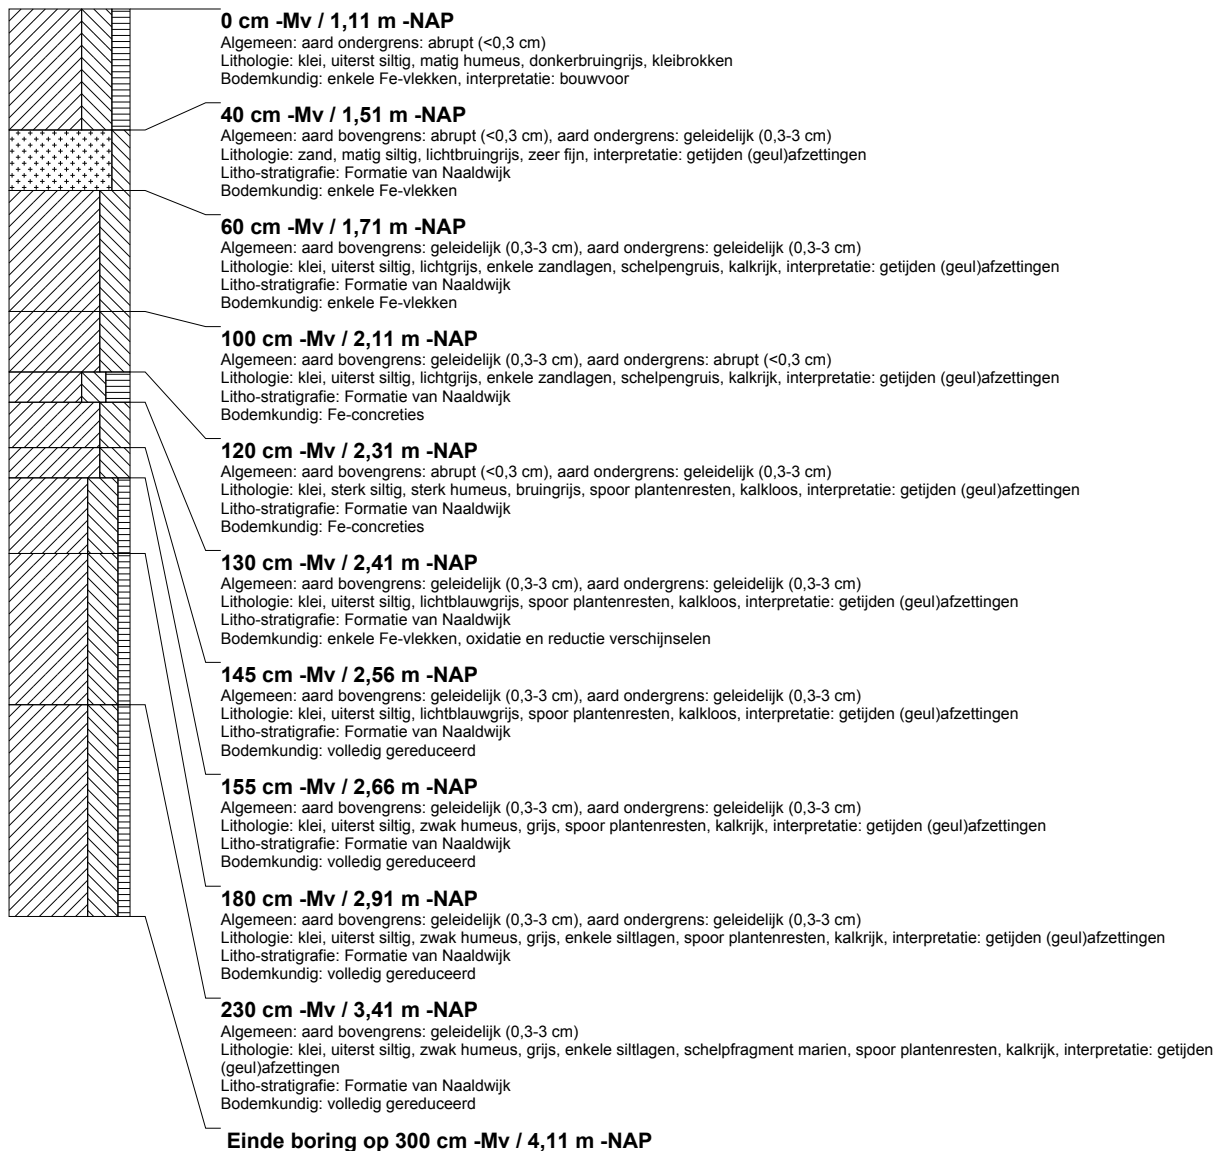 0 cm -Mv / 1,11 m -NAP
Algemeen: aard ondergrens: abrupt (<0,3 cm)
Lithologie: klei, uiterst siltig, matig humeus, donkerbruingrijs, kleibrokken
Bodemkundig: enkele Fe-vlekken, interpretatie: bouwvoor
40 cm -Mv / 1,51 m -NAP
Algemeen: aard bovengrens: abrupt (<0,3 cm), aard ondergrens: geleidelijk (0,3-3 cm)
Lithologie: zand, matig siltig, lichtbruingrijs, zeer fijn, interpretatie: getijden (geul)afzettingen
Litho-stratigrafie: Formatie van Naaldwijk
Bodemkundig: enkele Fe-vlekken
60 cm -Mv / 1,71 m -NAP
Algemeen: aard bovengrens: geleidelijk (0,3-3 cm), aard ondergrens: geleidelijk (0,3-3 cm)
Lithologie: klei, uiterst siltig, lichtgrijs, enkele zandlagen, schelpengruis, kalkrijk, interpretatie: getijden (geul)afzettingen
Litho-stratigrafie: Formatie van Naaldwijk
Bodemkundig: enkele Fe-vlekken
100 cm -Mv / 2,11 m -NAP
Algemeen: aard bovengrens: geleidelijk (0,3-3 cm), aard ondergrens: abrupt (<0,3 cm)
Lithologie: klei, uiterst siltig, lichtgrijs, enkele zandlagen, schelpengruis, kalkrijk, interpretatie: getijden (geul)afzettingen
Litho-stratigrafie: Formatie van Naaldwijk
Bodemkundig: Fe-concreties
120 cm -Mv / 2,31 m -NAP
Algemeen: aard bovengrens: abrupt (<0,3 cm), aard ondergrens: geleidelijk (0,3-3 cm)
Lithologie: klei, sterk siltig, sterk humeus, bruingrijs, spoor plantenresten, kalkloos, interpretatie: getijden (geul)afzettingen
Litho-stratigrafie: Formatie van Naaldwijk
Bodemkundig: Fe-concreties
130 cm -Mv / 2,41 m -NAP
Algemeen: aard bovengrens: geleidelijk (0,3-3 cm), aard ondergrens: geleidelijk (0,3-3 cm)
Lithologie: klei, uiterst siltig, lichtblauwgrijs, spoor plantenresten, kalkloos, interpretatie: getijden (geul)afzettingen
Litho-stratigrafie: Formatie van Naaldwijk
Bodemkundig: enkele Fe-vlekken, oxidatie en reductie verschijnselen
145 cm -Mv / 2,56 m -NAP
Algemeen: aard bovengrens: geleidelijk (0,3-3 cm), aard ondergrens: geleidelijk (0,3-3 cm)
Lithologie: klei, uiterst siltig, lichtblauwgrijs, spoor plantenresten, kalkloos, interpretatie: getijden (geul)afzettingen
Litho-stratigrafie: Formatie van Naaldwijk
Bodemkundig: volledig gereduceerd
155 cm -Mv / 2,66 m -NAP
Algemeen: aard bovengrens: geleidelijk (0,3-3 cm), aard ondergrens: geleidelijk (0,3-3 cm)
Lithologie: klei, uiterst siltig, zwak humeus, grijs, spoor plantenresten, kalkrijk, interpretatie: getijden (geul)afzettingen
Litho-stratigrafie: Formatie van Naaldwijk
Bodemkundig: volledig gereduceerd
180 cm -Mv / 2,91 m -NAP
Algemeen: aard bovengrens: geleidelijk (0,3-3 cm), aard ondergrens: geleidelijk (0,3-3 cm)
Lithologie: klei, uiterst siltig, zwak humeus, grijs, enkele siltlagen, spoor plantenresten, kalkrijk, interpretatie: getijden (geul)afzettingen
Litho-stratigrafie: Formatie van Naaldwijk
Bodemkundig: volledig gereduceerd
230 cm -Mv / 3,41 m -NAP
Algemeen: aard bovengrens: geleidelijk (0,3-3 cm)
Lithologie: klei, uiterst siltig, zwak humeus, grijs, enkele siltlagen, schelpfragment marien, spoor plantenresten, kalkrijk, interpretatie: getijden
(geul)afzettingen
Litho-stratigrafie: Formatie van Naaldwijk
Bodemkundig: volledig gereduceerd
Einde boring op 300 cm -Mv / 4,11 m -NAP